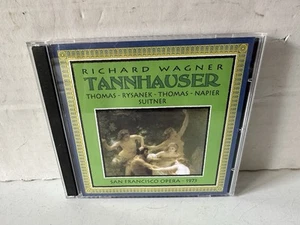 RICHARD WAGNER
TANNHAUSER
THOMAS - RYSANEK - THOMAS - NAPIER
SUITNER
SAN FRANCISCO OPERA - 1973